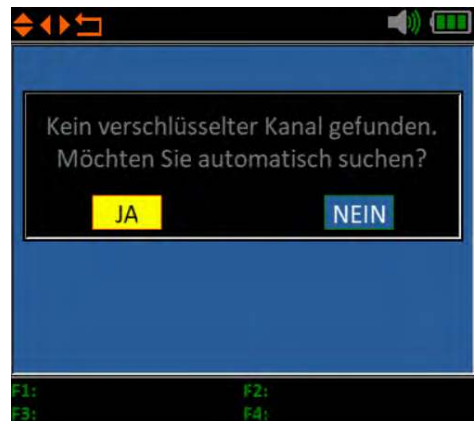 Kein verschlüsselter Kanal gefunden.
Möchten Sie automatisch suchen?
JA NEIN
F1: F2:
F3: F4: